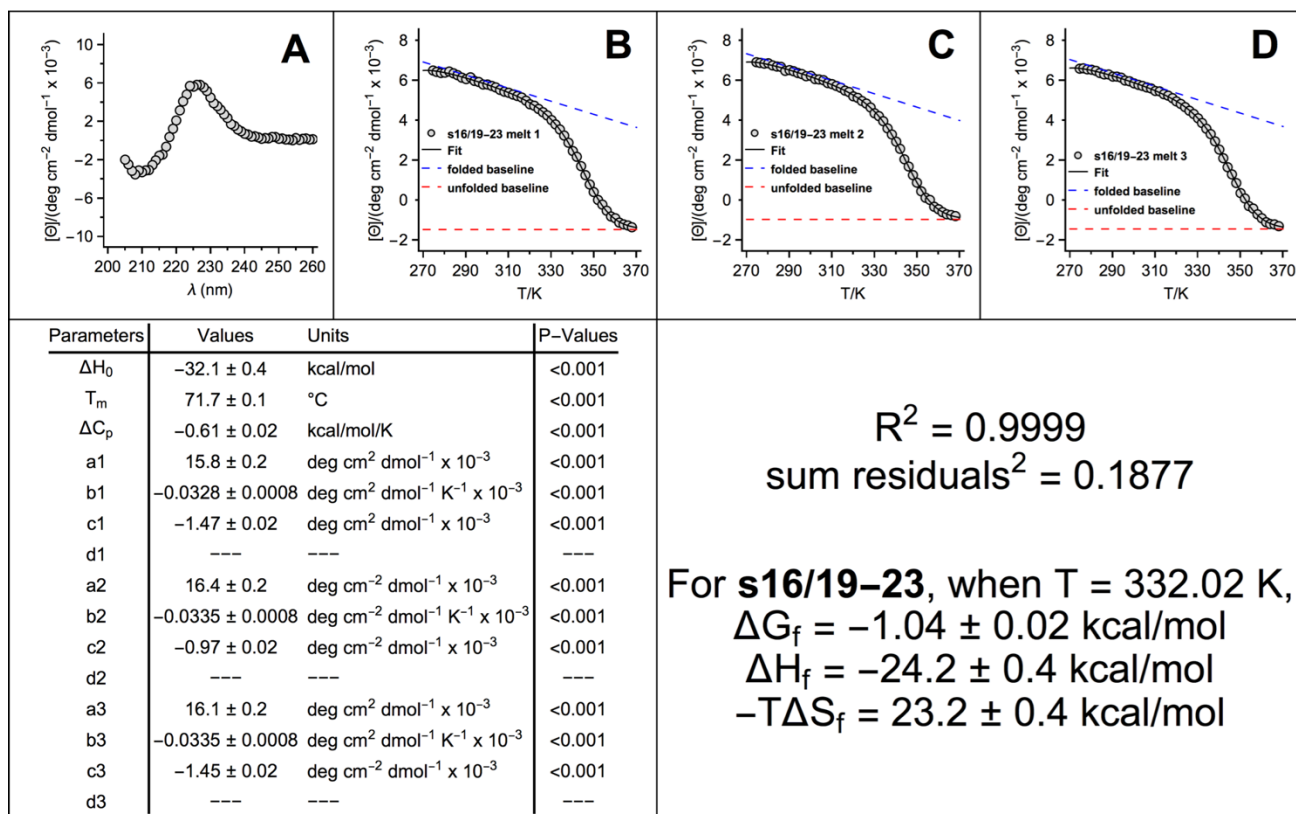 A
[Θ]/(deg cm⁻² dmol⁻¹ x 10⁻³)
10
6
2
−2
−6
−10
200 210 220 230 240 250 260
λ (nm)
B
[Θ]/(deg cm⁻² dmol⁻¹ x 10⁻³)
8
6
4
2
0
−2
s16/19−23 melt 1
Fit
folded baseline
unfolded baseline
270 290 310 330 350 370
T/K
C
[Θ]/(deg cm⁻² dmol⁻¹ x 10⁻³)
8
6
4
2
0
−2
s16/19−23 melt 2
Fit
folded baseline
unfolded baseline
270 290 310 330 350 370
T/K
D
[Θ]/(deg cm⁻² dmol⁻¹ x 10⁻³)
8
6
4
2
0
−2
s16/19−23 melt 3
Fit
folded baseline
unfolded baseline
270 290 310 330 350 370
T/K
Parameters Values Units P−Values
ΔH₀ −32.1 ± 0.4 kcal/mol <0.001
Tₘ 71.7 ± 0.1 °C <0.001
ΔCₚ −0.61 ± 0.02 kcal/mol/K <0.001
a1 15.8 ± 0.2 deg cm² dmol⁻¹ x 10⁻³ <0.001
b1 −0.0328 ± 0.0008 deg cm² dmol⁻¹ K⁻¹ x 10⁻³ <0.001
c1 −1.47 ± 0.02 deg cm² dmol⁻¹ x 10⁻³ <0.001
d1 −−− −−− −−−
a2 16.4 ± 0.2 deg cm⁻² dmol⁻¹ x 10⁻³ <0.001
b2 −0.0335 ± 0.0008 deg cm⁻² dmol⁻¹ K⁻¹ x 10⁻³ <0.001
c2 −0.97 ± 0.02 deg cm⁻² dmol⁻¹ x 10⁻³ <0.001
d2 −−− −−− −−−
a3 16.1 ± 0.2 deg cm² dmol⁻¹ x 10⁻³ <0.001
b3 −0.0335 ± 0.0008 deg cm² dmol⁻¹ K⁻¹ x 10⁻³ <0.001
c3 −1.45 ± 0.02 deg cm² dmol⁻¹ x 10⁻³ <0.001
d3 −−− −−− −−−
R² = 0.9999
sum residuals² = 0.1877
For s16/19−23, when T = 332.02 K,
ΔG_f = −1.04 ± 0.02 kcal/mol
ΔH_f = −24.2 ± 0.4 kcal/mol
−TΔS_f = 23.2 ± 0.4 kcal/mol